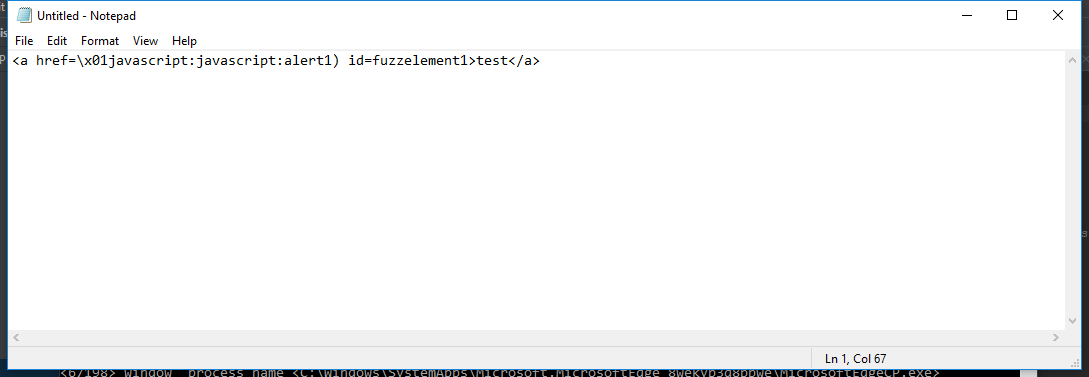 Untitled - Notepad
File Edit Format View Help
<a href=\x01javascript:javascript:alert1) id=fuzzelement1>test</a>
Ln 1, Col 67
<6/198> window process name <C:\Windows\SystemApps\Microsoft.MicrosoftEdge_8wekyb3d8bbwe\MicrosoftEdgeCP.exe>